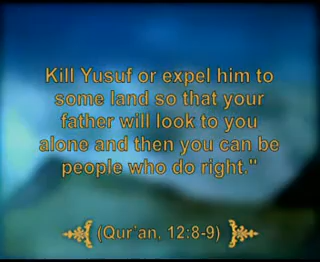 Kill Yusuf or expel him to
some land so that your
father will look to you
alone and then you can be
people who do right."
(Qur'an, 12:8-9)